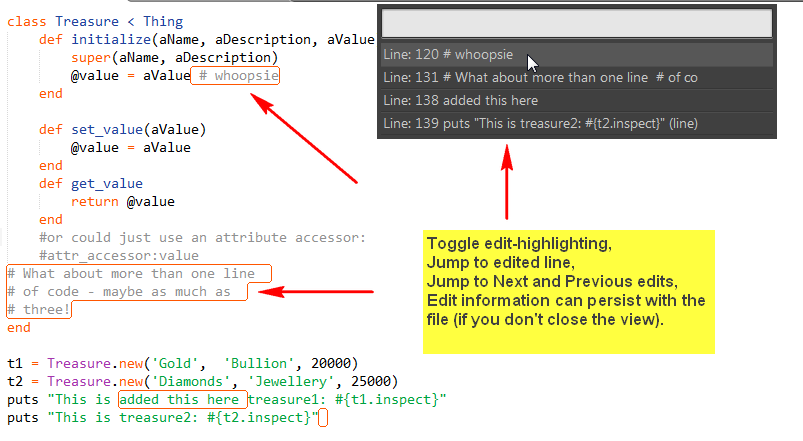 class Treasure < Thing
    def initialize(aName, aDescription, aValue
        super(aName, aDescription)
        @value = aValue # whoopsie
    end

    def set_value(aValue)
        @value = aValue
    end
    def get_value
        return @value
    end
    #or could just use an attribute accessor:
    #attr_accessor:value
# What about more than one line
# of code - maybe as much as
# three!
end

t1 = Treasure.new('Gold',  'Bullion', 20000)
t2 = Treasure.new('Diamonds', 'Jewellery', 25000)
puts "This is added this here treasure1: #{t1.inspect}"
puts "This is treasure2: #{t2.inspect}"
Line: 120 # whoopsie
Line: 131 # What about more than one line  # of co
Line: 138 added this here
Line: 139 puts "This is treasure2: #{t2.inspect}" (line)
Toggle edit-highlighting,
Jump to edited line,
Jump to Next and Previous edits,
Edit information can persist with the
file (if you don't close the view).